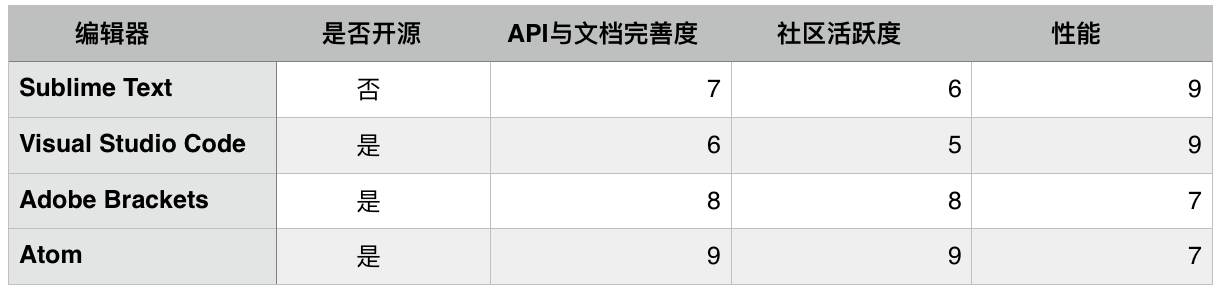 编辑器 是否开源 API与文档完善度 社区活跃度 性能
Sublime Text 否 7 6 9
Visual Studio Code 是 6 5 9
Adobe Brackets 是 8 8 7
Atom 是 9 9 7